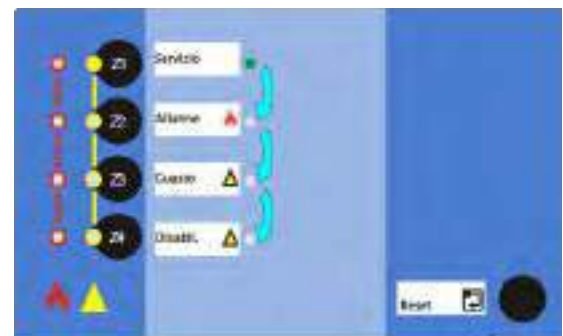 Z1
Servizio
Z2
Allarme
Z3
Guasto
Z4
Disabil.
Reset